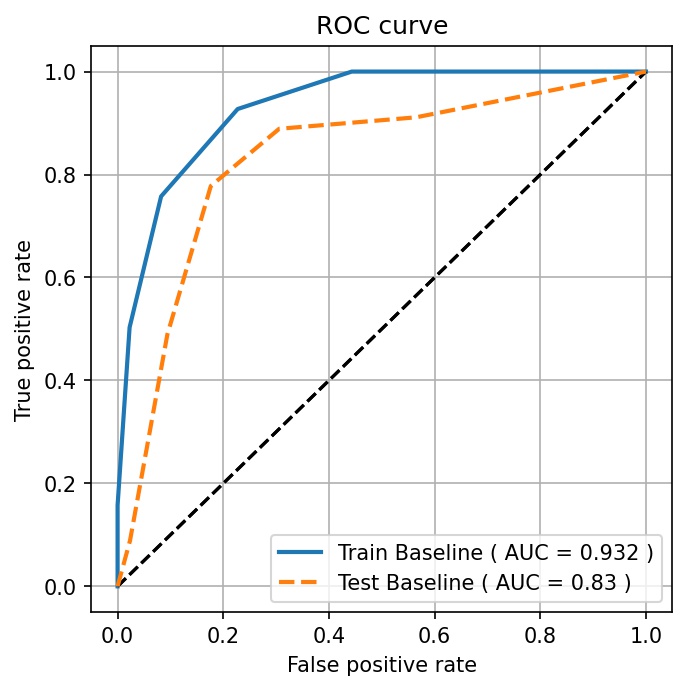 ROC curve
1.0
0.8
0.6
0.4
0.2
0.0
True positive rate
Train Baseline ( AUC = 0.932 )
Test Baseline ( AUC = 0.83 )
0.0 0.2 0.4 0.6 0.8 1.0
False positive rate